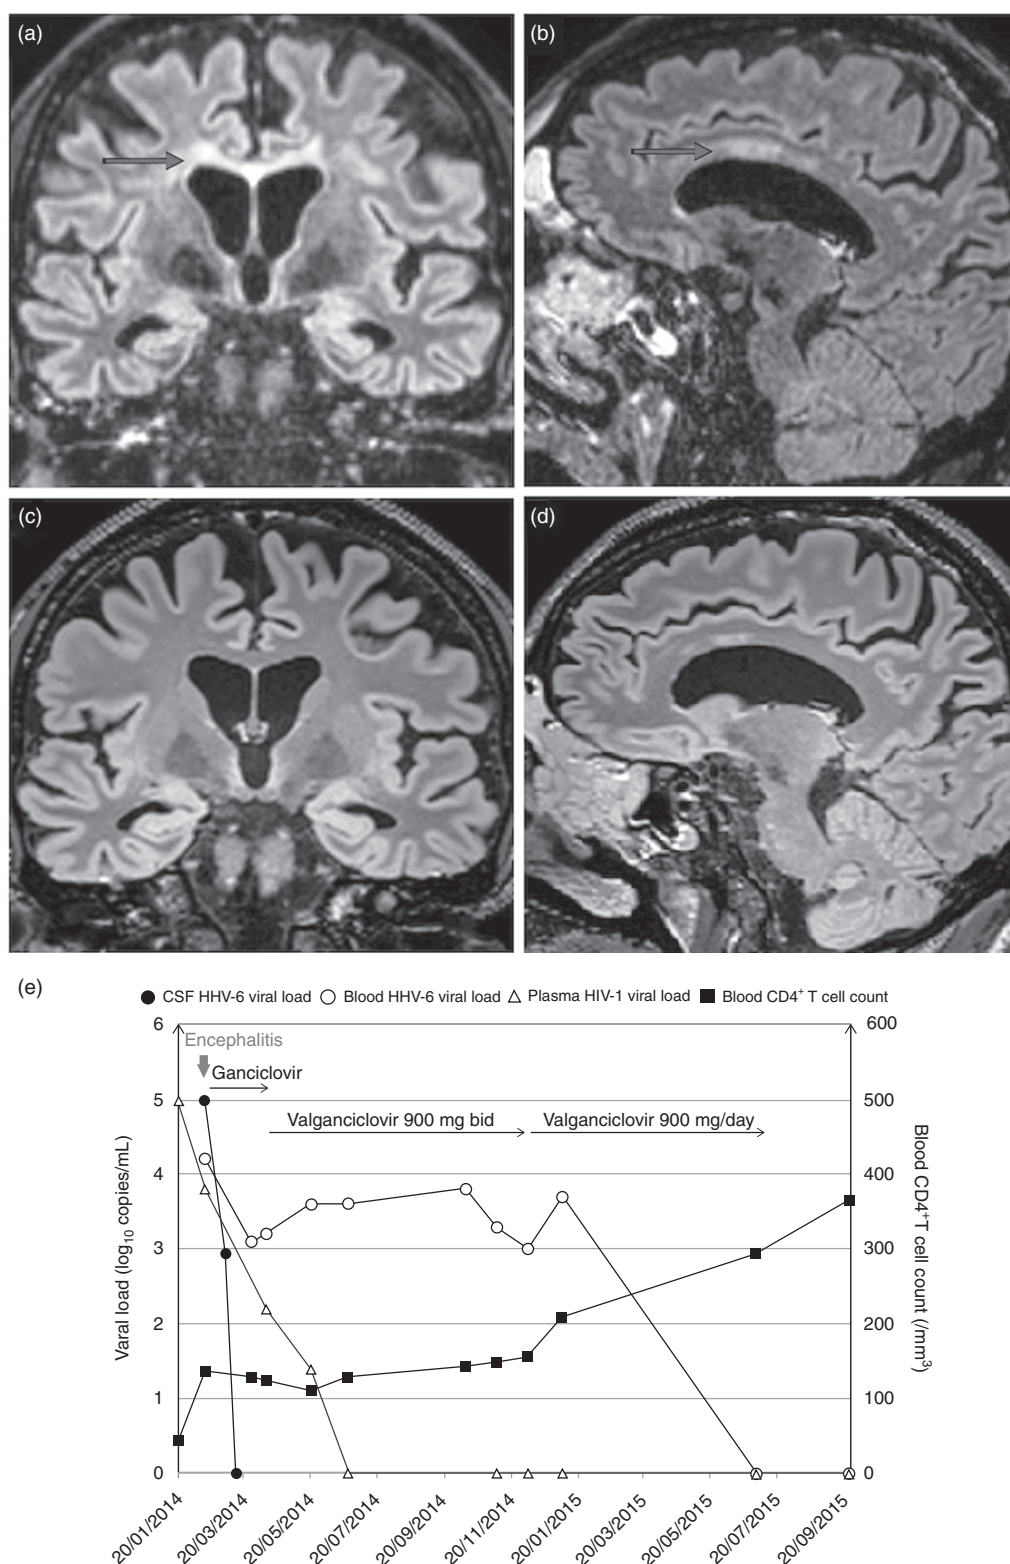 (a)
(b)
(c)
(d)
(e)
CSF HHV-6 viral load Blood HHV-6 viral load Plasma HIV-1 viral load Blood CD4+ T cell count
6
5
4
3
2
1
0
Varal load (log10 copies/mL)
Encephalitis
Ganciclovir
Valganciclovir 900 mg bid
Valganciclovir 900 mg/day
600
500
400
300
200
100
0
Blood CD4+T cell count (/mm3)
20/01/2014
20/03/2014
20/05/2014
20/07/2014
20/09/2014
20/11/2014
20/01/2015
20/03/2015
20/05/2015
20/07/2015
20/09/2015